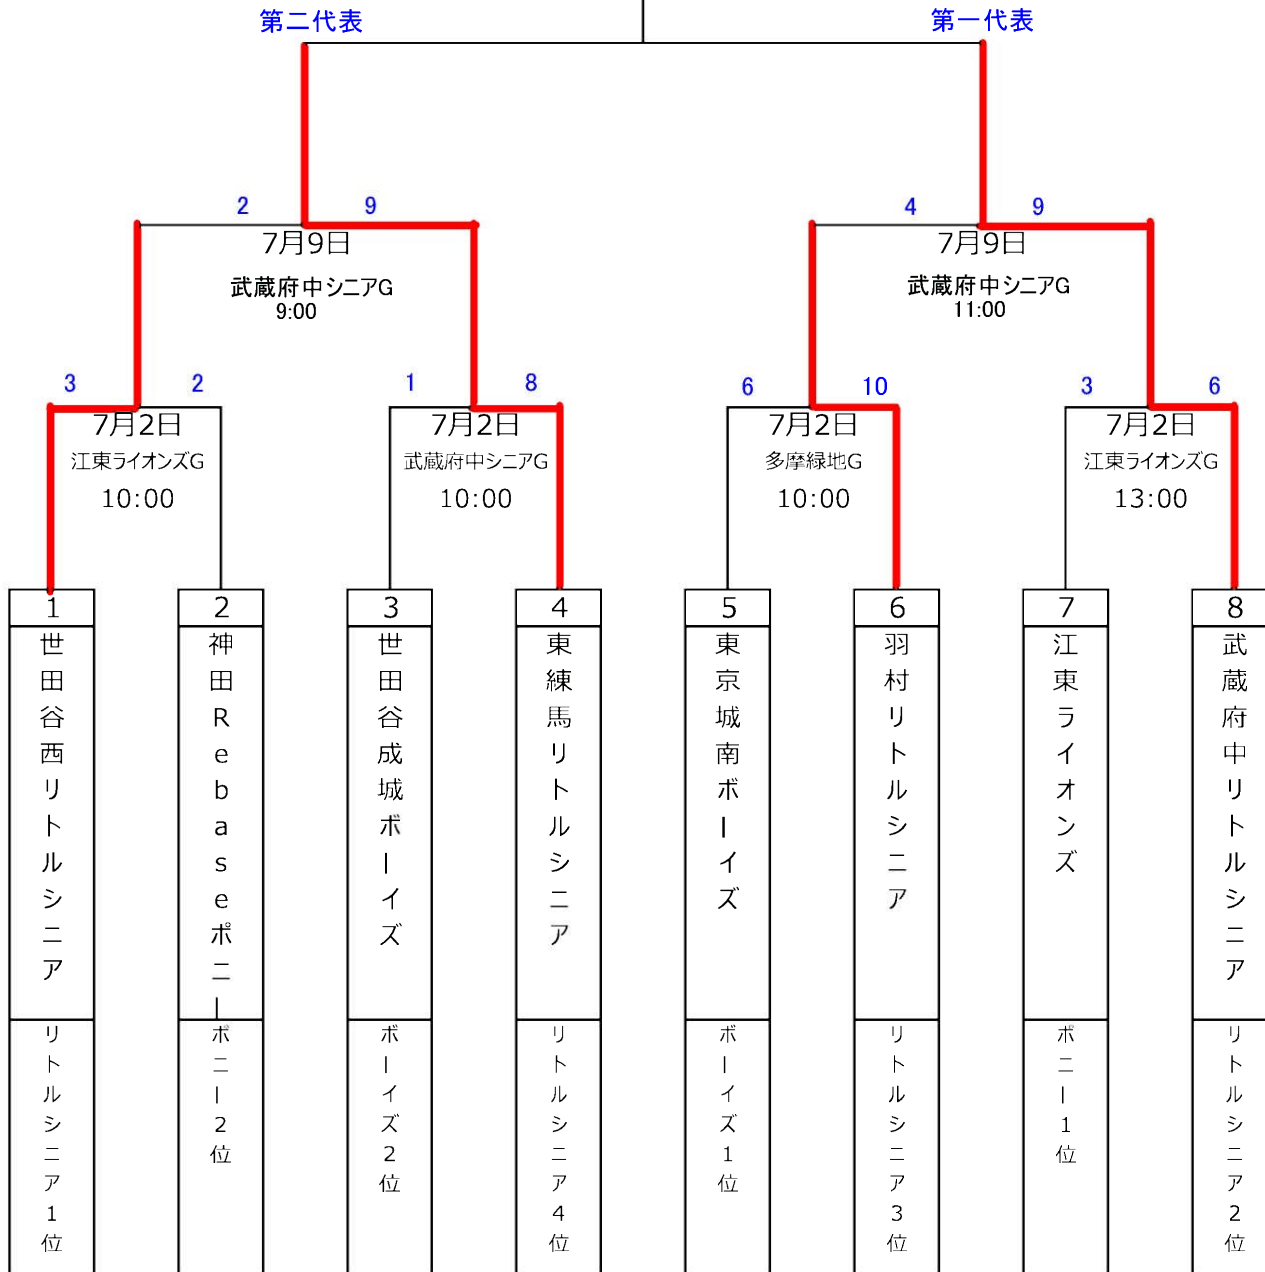 第二代表
第一代表
2 9
4 9
7月9日
武蔵府中シニアG
9:00
7月9日
武蔵府中シニアG
11:00
3 2
1 8
6 10
3 6
7月2日
江東ライオンズG
10:00
7月2日
武蔵府中シニアG
10:00
7月2日
多摩緑地G
10:00
7月2日
江東ライオンズG
13:00
1
世田谷西リトルシニア
リトルシニア1位
2
神田Rebaseポニー
ポニー2位
3
世田谷成城ボーイズ
ボーイズ2位
4
東練馬リトルシニア
リトルシニア4位
5
東京城南ボーイズ
ボーイズ1位
6
羽村リトルシニア
リトルシニア3位
7
江東ライオンズ
ポニー1位
8
武蔵府中リトルシニア
リトルシニア2位